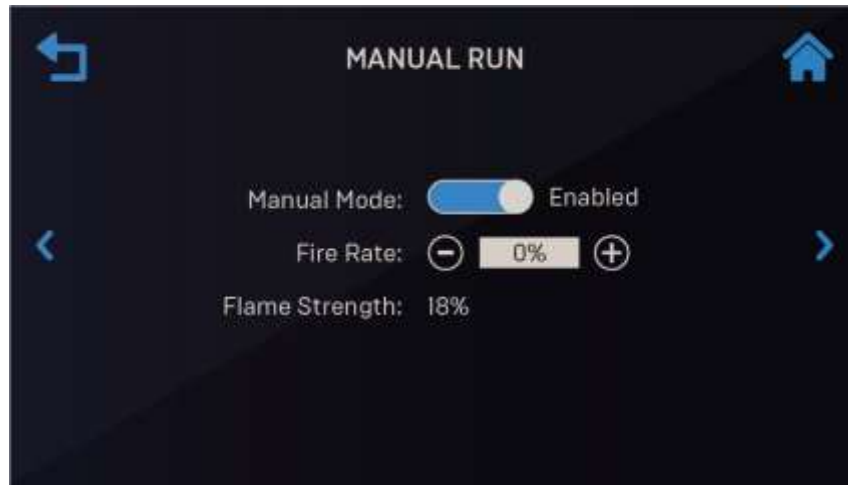 MANUAL RUN
Manual Mode: Enabled
Fire Rate: 0%
Flame Strength: 18%